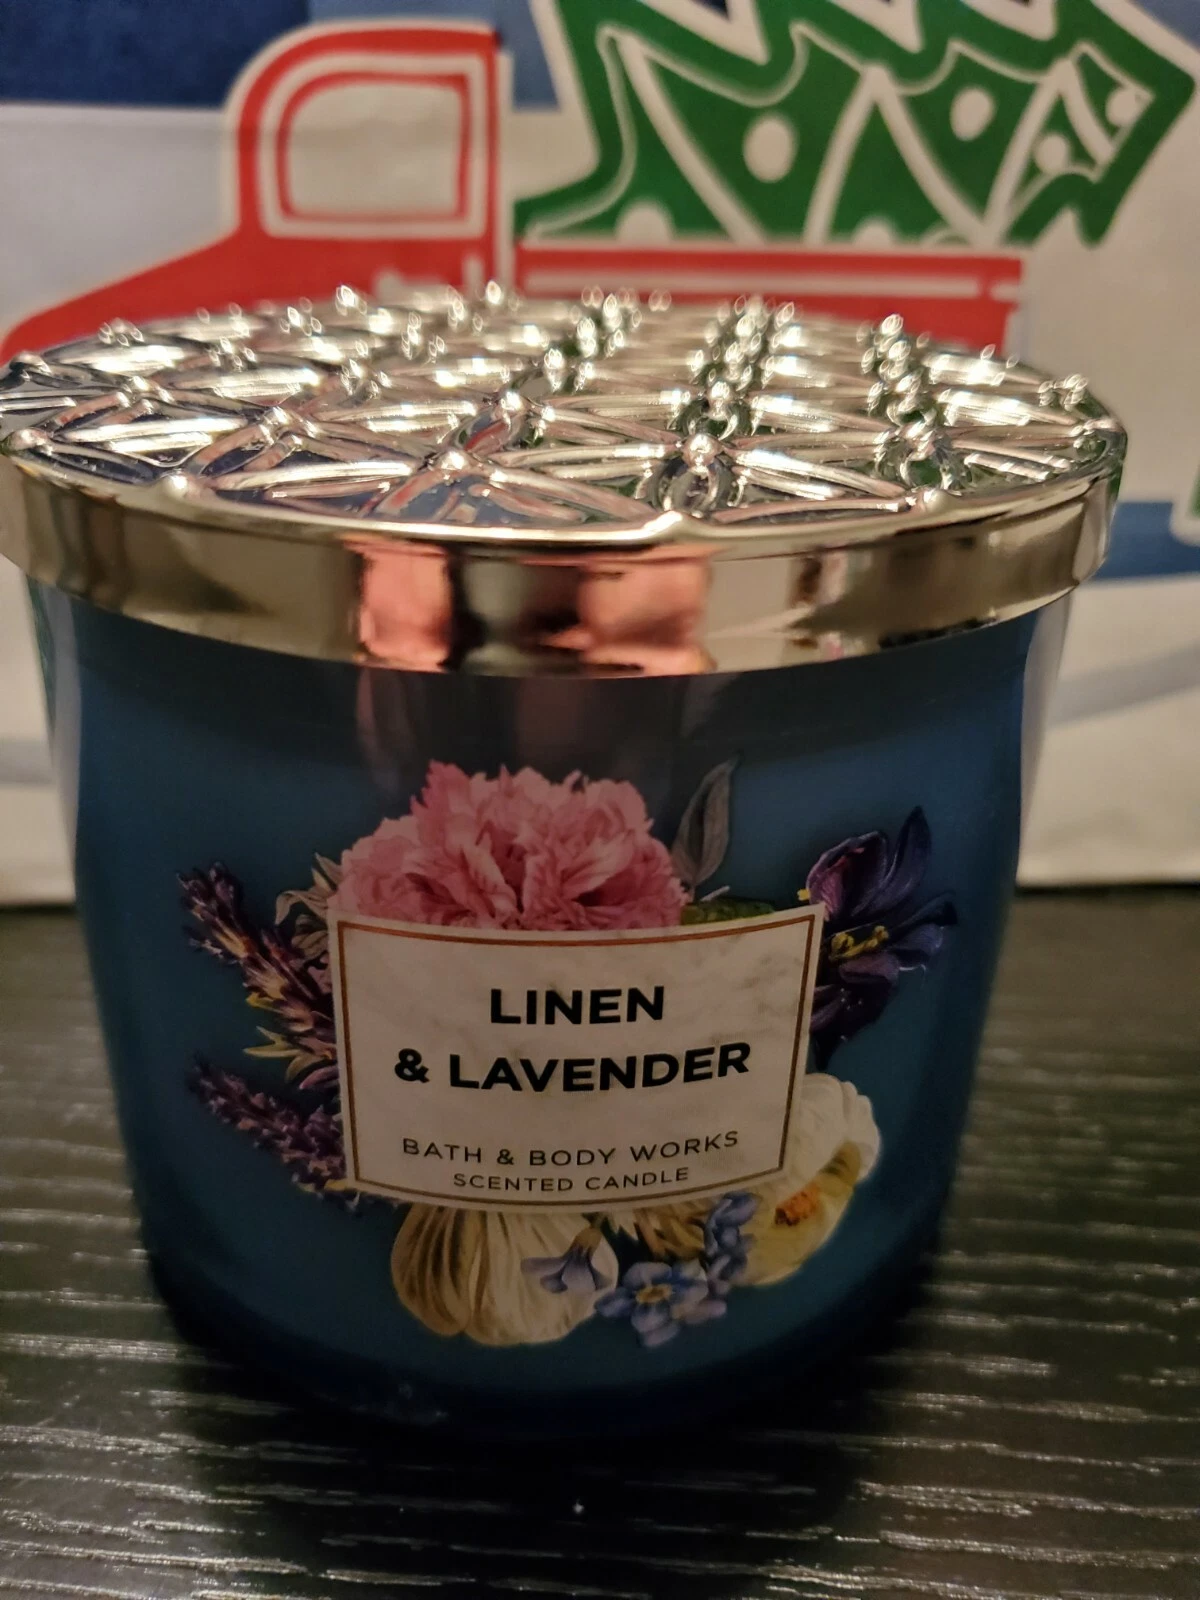 LINEN
& LAVENDER
BATH & BODY WORKS
SCENTED CANDLE